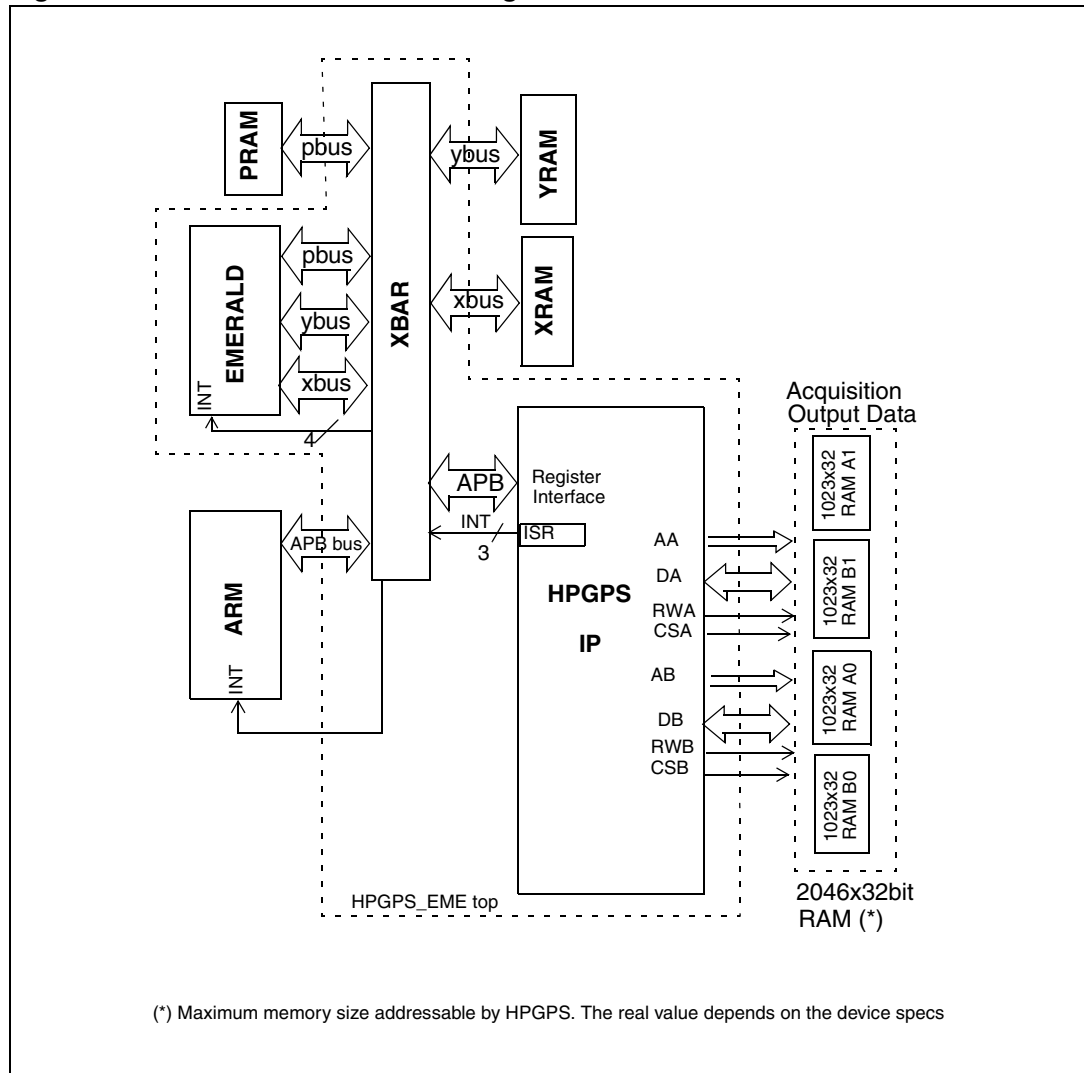 PRAM
pbus
ybus
YRAM
EMERALD
INT
pbus
ybus
xbus
4
XBAR
xbus
XRAM
Acquisition
Output Data
APB
Register
Interface
INT
3
ISR
HPGPS
IP
ARM
INT
APB bus
AA
DA
RWA
CSA
AB
DB
RWB
CSB
1023x32
RAM A1
1023x32
RAM B1
1023x32
RAM A0
1023x32
RAM B0
HPGPS_EME top
2046x32bit
RAM (*)
(*) Maximum memory size addressable by HPGPS. The real value depends on the device specs